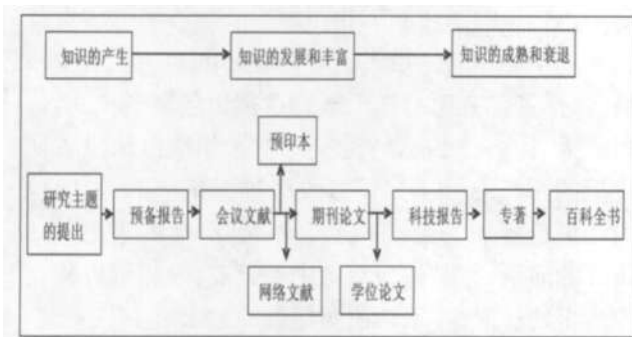 知识的产生
知识的发展和丰富
知识的成熟和衰退
预印本
研究主题
的提出
预备报告
会议文献
期刊论文
科技报告
专著
百科全书
网络文献
学位论文